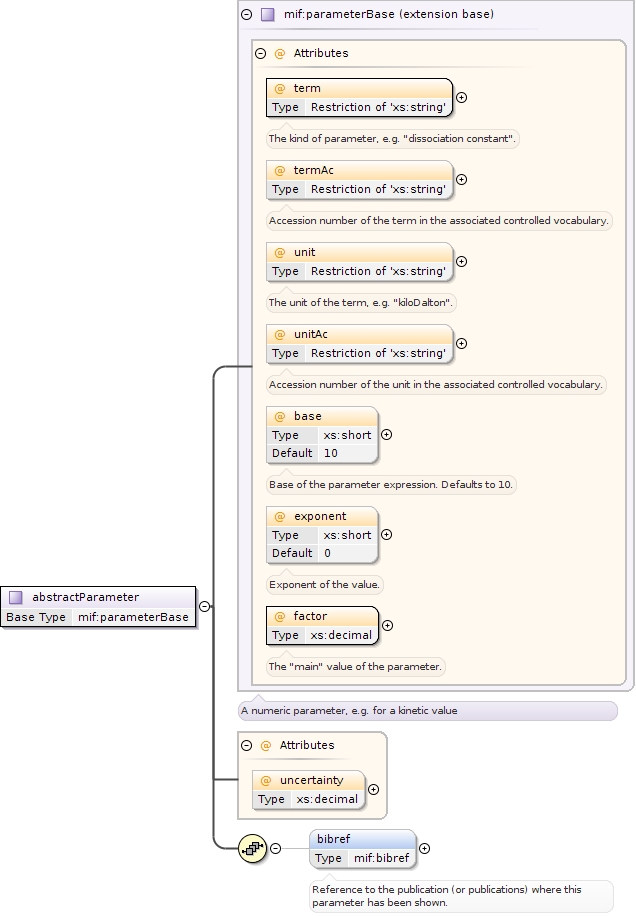 mif:parameterBase (extension base)
@ Attributes
@ term
Type Restriction of 'xs:string'
The kind of parameter, e.g. "dissociation constant".
@ termAc
Type Restriction of 'xs:string'
Accession number of the term in the associated controlled vocabulary.
@ unit
Type Restriction of 'xs:string'
The unit of the term, e.g. "kiloDalton".
@ unitAc
Type Restriction of 'xs:string'
Accession number of the unit in the associated controlled vocabulary.
@ base
Type xs:short
Default 10
Base of the parameter expression. Defaults to 10.
@ exponent
Type xs:short
Default 0
Exponent of the value.
@ factor
Type xs:decimal
The "main" value of the parameter.
abstractParameter
Base Type mif:parameterBase
A numeric parameter, e.g. for a kinetic value
@ Attributes
@ uncertainty
Type xs:decimal
bibref
Type mif:bibref
Reference to the publication (or publications) where this
parameter has been shown.